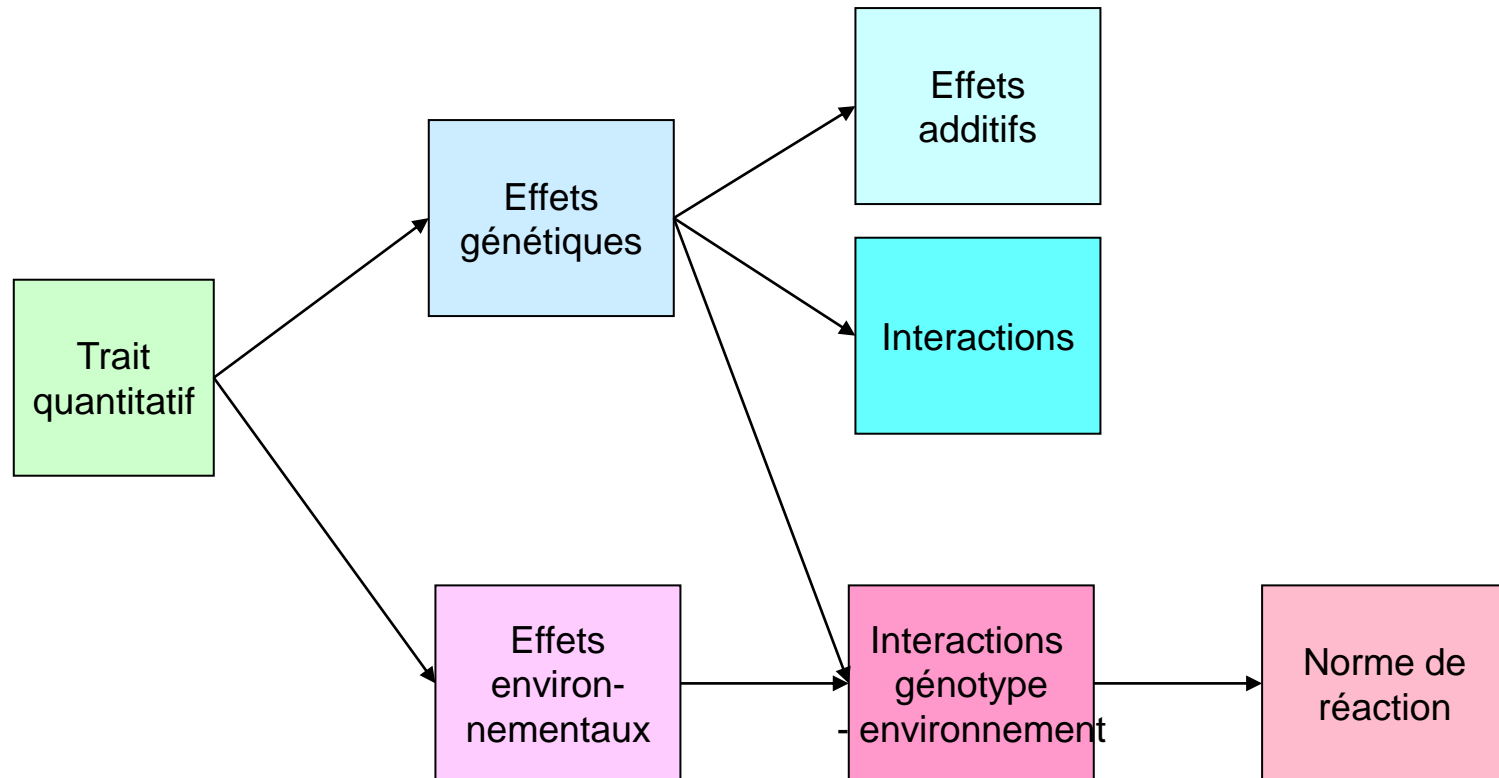 Effets
additifs
Effets
génétiques
Interactions
Trait
quantitatif
Effets
environ-
nementaux
Interactions
génotype
- environnement
Norme de
réaction